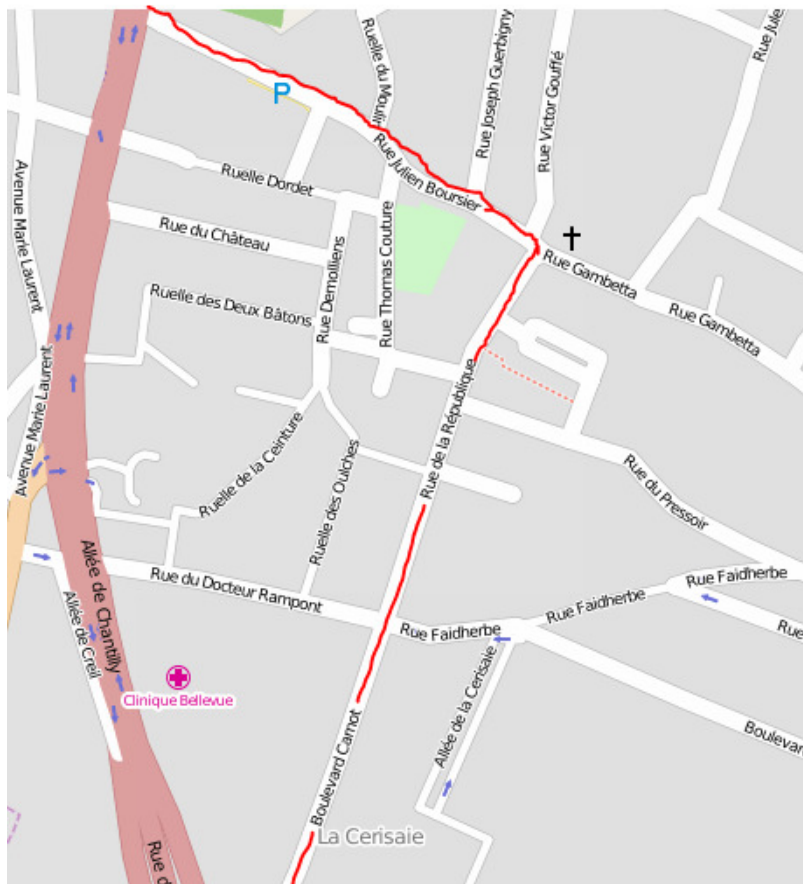 Ruelle du Moulin
Rue Joseph Guerbigny
Rue Victor Gouffé
Rue Jules
P
Rue Julien Boursier
Avenue Marie Laurent
Ruelle Dordet
Rue du Château
Rue Thomas Couture
Rue Demolliens
Rue Gambetta
Rue Gambetta
Ruelle des Deux Bâtons
Avenue Marie Laurent
Rue de la République
Ruelle de la Ceinture
Ruelle des Oulches
Rue du Pressoir
Allée de Chantilly
Rue du Docteur Rampont
Rue Faidherbe
Rue Faidherbe
Rue Faidherbe
Rue
Allée de Creil
Clinique Bellevue
Allée de la Cerisaie
Boulevard
Boulevard Carnot
La Cerisaie
Rue d